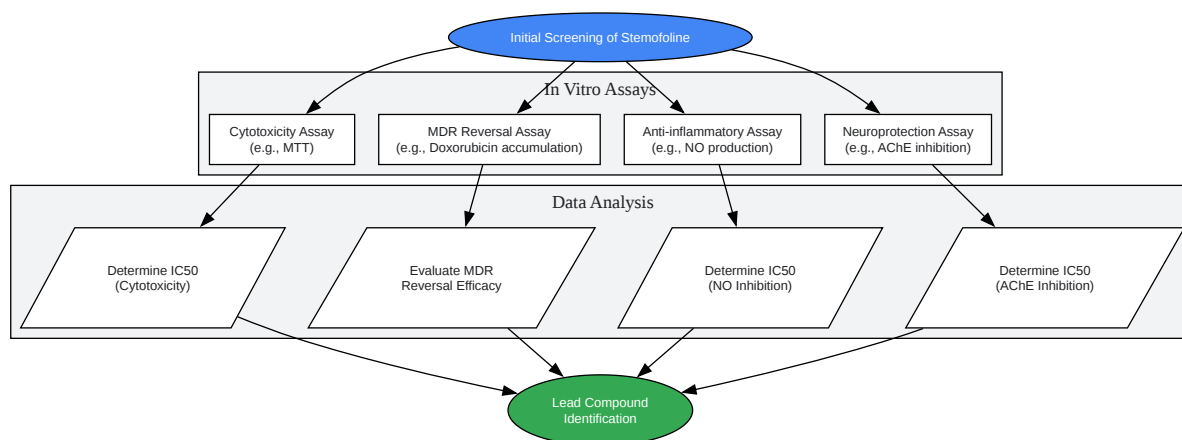 Initial Screening of Stemofoline
In Vitro Assays
Cytotoxicity Assay
(e.g., MTT)
MDR Reversal Assay
(e.g., Doxorubicin accumulation)
Anti-inflammatory Assay
(e.g., NO production)
Neuroprotection Assay
(e.g., AChE inhibition)
Data Analysis
Determine IC50
(Cytotoxicity)
Evaluate MDR
Reversal Efficacy
Determine IC50
(NO Inhibition)
Determine IC50
(AChE Inhibition)
Lead Compound
Identification